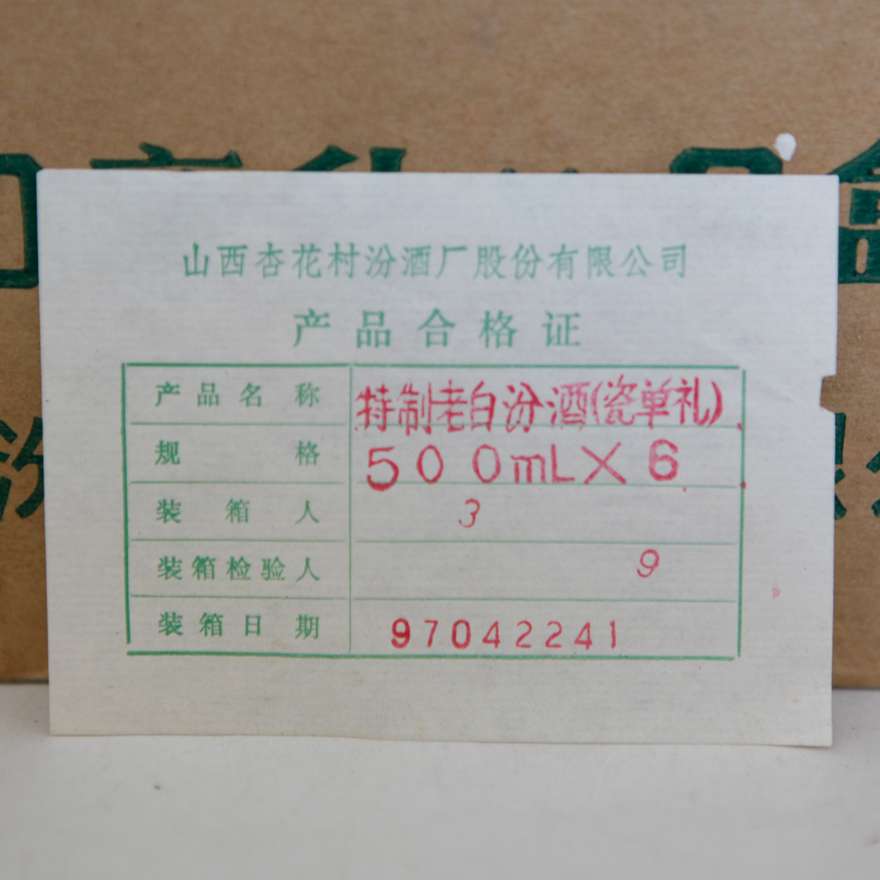 山西杏花村汾酒厂股份有限公司
产品合格证
产品名称 特制老白汾酒(瓷单礼)
规格 500mL×6
装箱人 3
装箱检验人 9
装箱日期 97042241